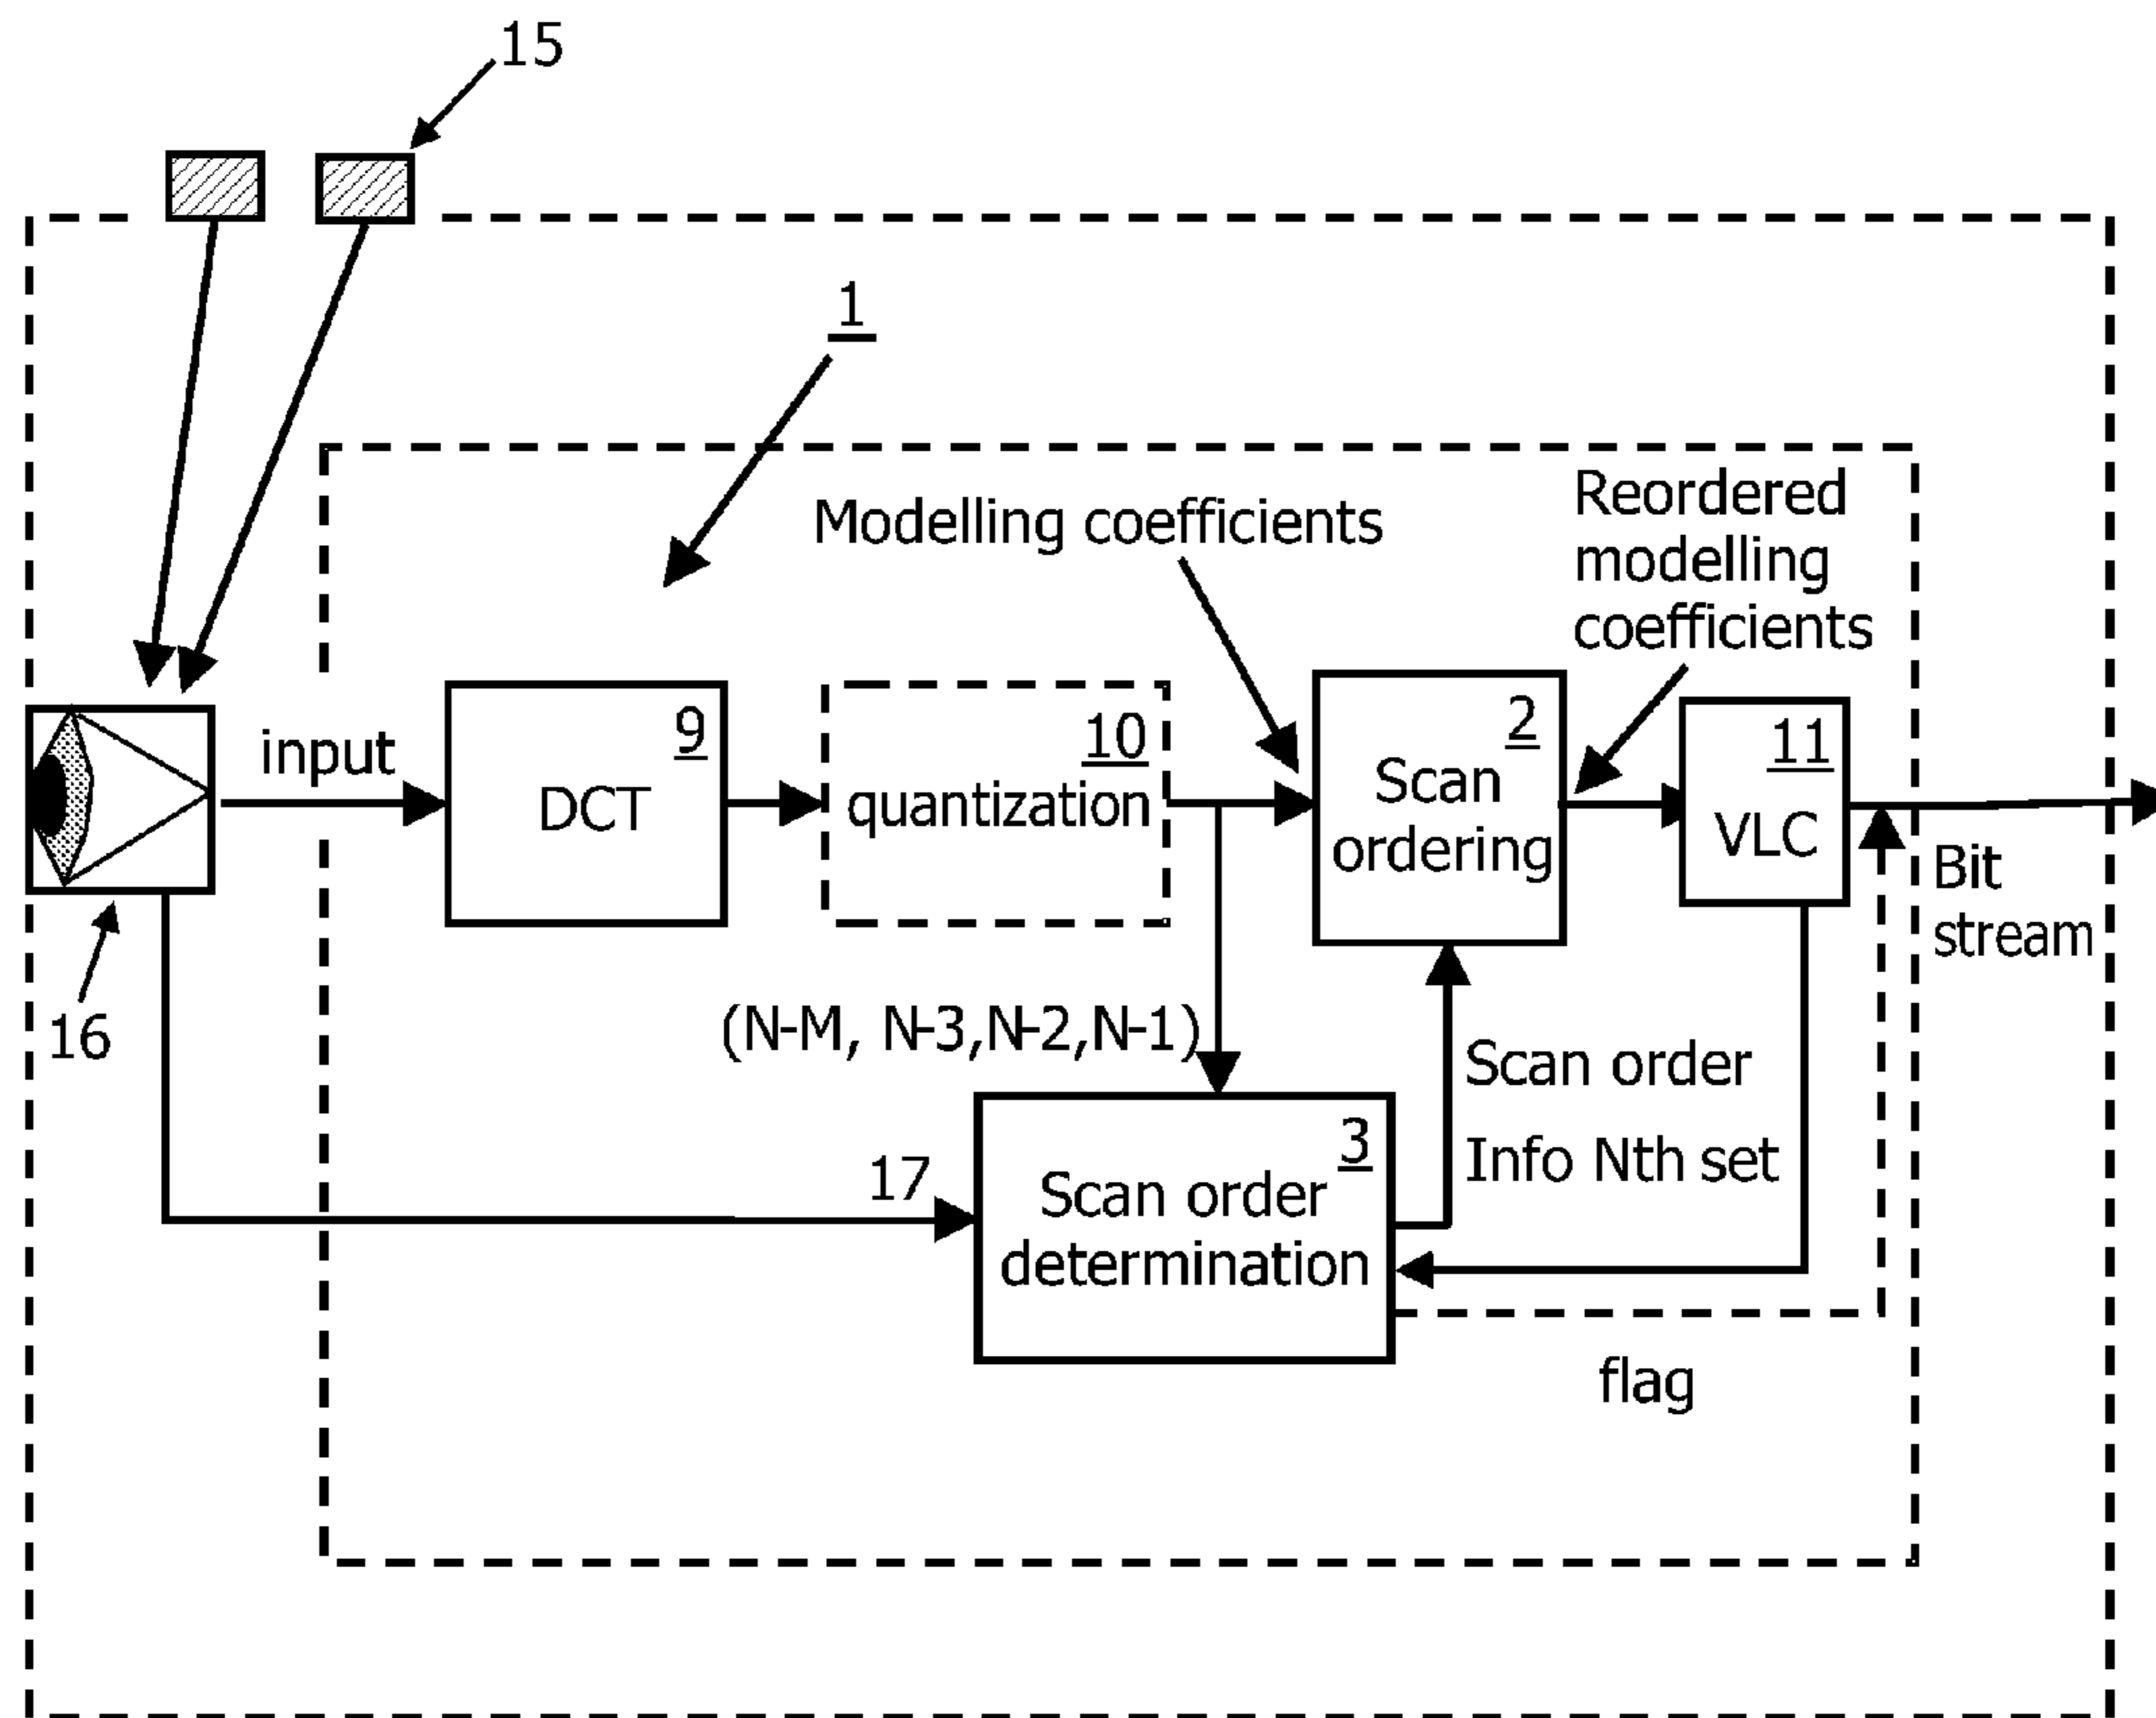 15
1
Modelling coefficients
Reordered
modelling
coefficients
input
9
DCT
10
quantization
2
Scan
ordering
11
VLC
Bit
stream
16
(N-M, N-3,N-2,N-1)
Scan order
Info Nth set
17
3
Scan order
determination
flag